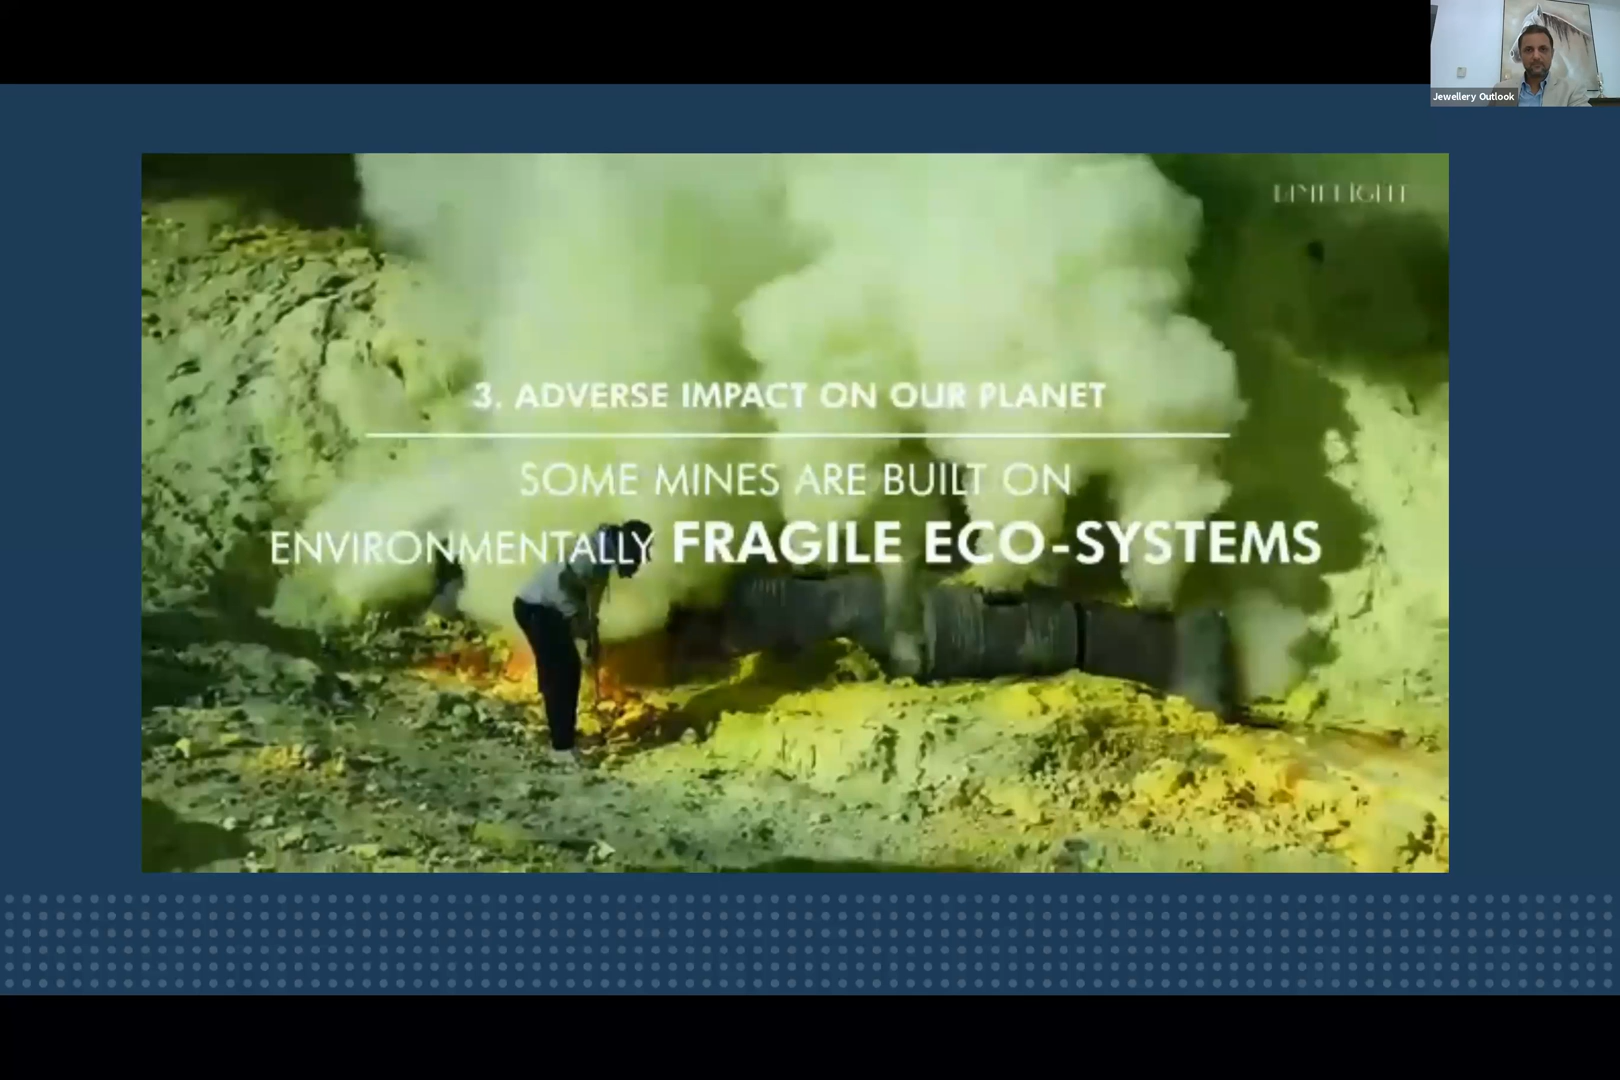 Jewellery Outlook
LIMELIGHT
3. ADVERSE IMPACT ON OUR PLANET
SOME MINES ARE BUILT ON
ENVIRONMENTALLY FRAGILE ECO-SYSTEMS